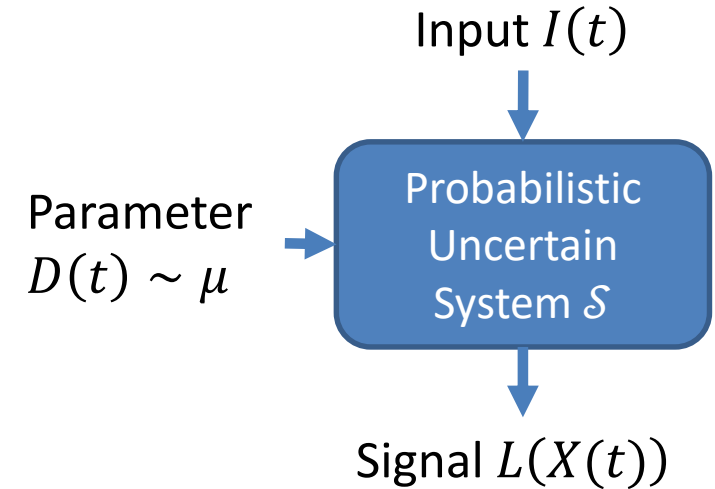 Input I(t)
Parameter
D(t) ~ μ
Probabilistic
Uncertain
System 𝒮
Signal L(X(t))